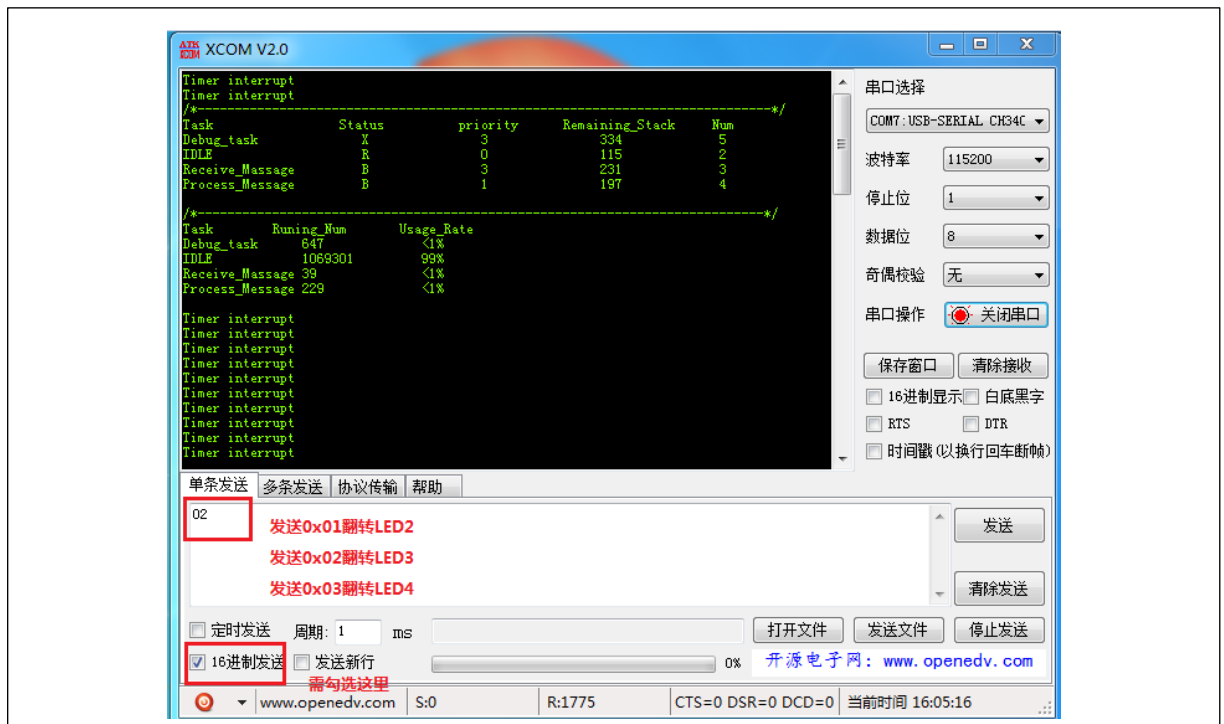 ATK XCOM XCOM V2.0
Timer interrupt
Timer interrupt
/*----------------------------------------------------------------------*/
Task Status priority Remaining_Stack Num
Debug_task X 3 334 5
IDLE R 0 115 2
Receive_Message B 3 231 3
Process_Message B 1 197 4
/*----------------------------------------------------------------------*/
Task Runing_Num Usage_Rate
Debug_task 647 <1%
IDLE 1069301 99%
Receive_Message 39 <1%
Process_Message 229 <1%
Timer interrupt
Timer interrupt
Timer interrupt
Timer interrupt
Timer interrupt
Timer interrupt
Timer interrupt
Timer interrupt
Timer interrupt
Timer interrupt
串口选择
COM7:USB-SERIAL CH34
波特率 115200
停止位 1
数据位 8
奇偶校验 无
串口操作 关闭串口
保存窗口 清除接收
16进制显示 白底黑字
RTS DTR
时间戳(以换行回车断帧)
单条发送 多条发送 协议传输 帮助
02
发送0x01翻转LED2
发送0x02翻转LED3
发送0x03翻转LED4
发送
清除发送
定时发送 周期: 1 ms 打开文件 发送文件 停止发送
16进制发送 发送新行 0% 开源电子网: www.openedv.com
需勾选这里
www.openedv.com S:0 R:1775 CTS=0 DSR=0 DCD=0 当前时间 16:05:16